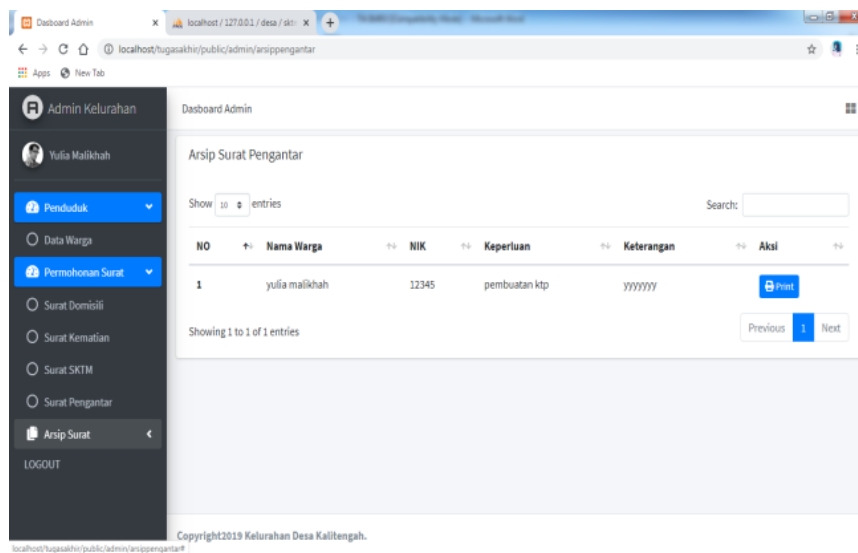 Dasboard Admin
localhost / 127.0.0.1 / desa / skt
localhost/tugasakhir/public/admin/arsippengantar
Apps New Tab
Admin Kelurahan
Dasboard Admin
Yulia Malikhah
Arsip Surat Pengantar
Penduduk
Data Warga
Permohonan Surat
Surat Domisili
Surat Kematian
Surat SKTM
Surat Pengantar
Arsip Surat
LOGOUT
Show 10 entries
Search:
NO Nama Warga NIK Keperluan Keterangan Aksi
1 yulia malikhah 12345 pembuatan ktp yyyyyyy Print
Showing 1 to 1 of 1 entries
Previous 1 Next
Copyright2019 Kelurahan Desa Kalitengah.
localhost/tugasakhir/public/admin/arsippengantar#